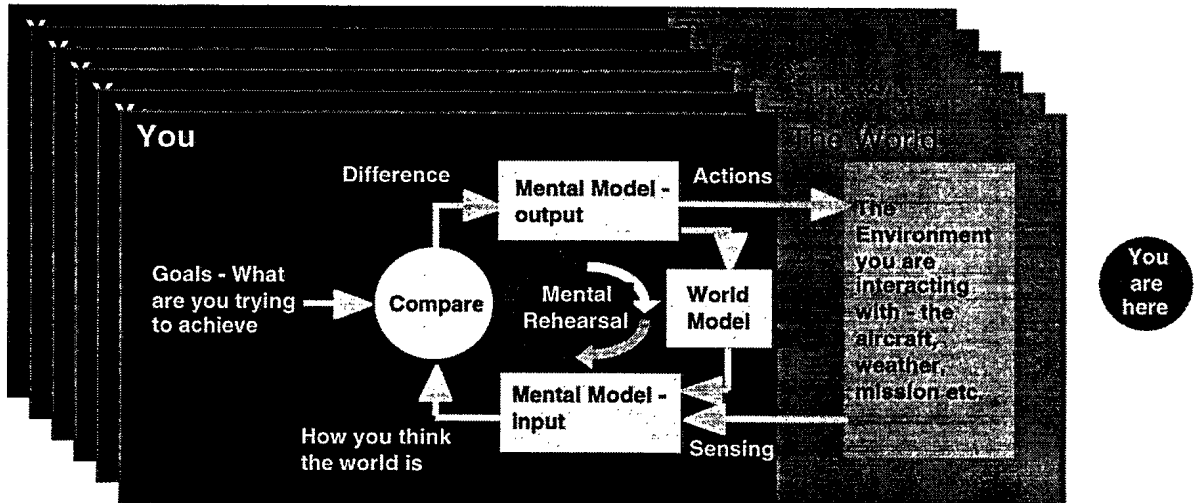 You
The World
Difference
Mental Model -
output
Actions
Goals - What
are you trying
to achieve
Compare
Mental
Rehearsal
World
Model
The
Environment
you are
interacting
with - the
aircraft,
weather,
mission etc.
You
are
here
Mental Model -
input
How you think
the world is
Sensing